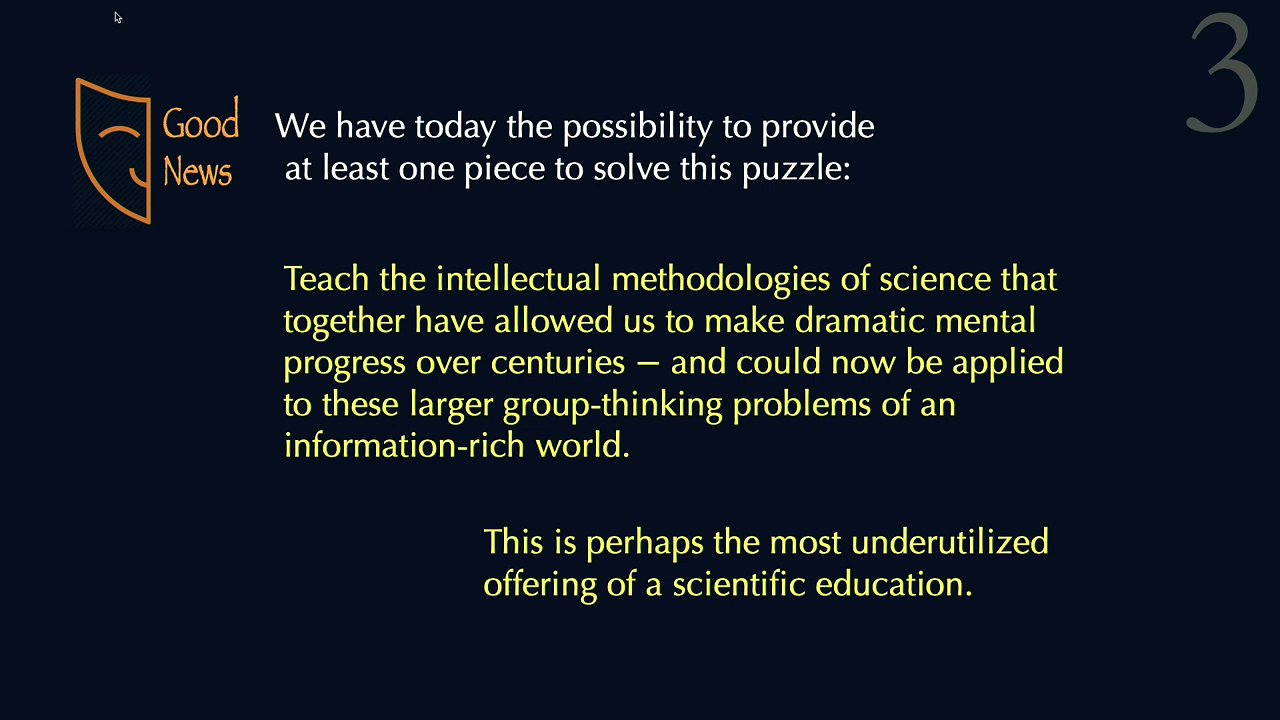 3
Good
News
We have today the possibility to provide
at least one piece to solve this puzzle:
Teach the intellectual methodologies of science that
together have allowed us to make dramatic mental
progress over centuries – and could now be applied
to these larger group-thinking problems of an
information-rich world.
This is perhaps the most underutilized
offering of a scientific education.